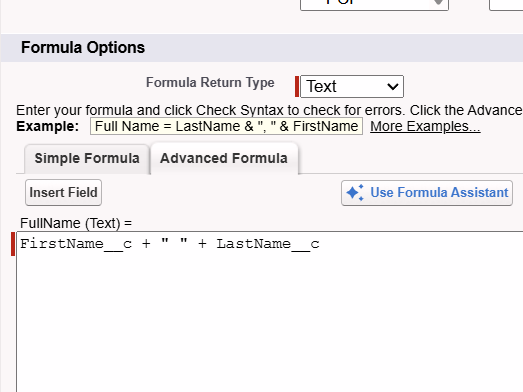 Formula Options
Formula Return Type Text
Enter your formula and click Check Syntax to check for errors. Click the Advance
Example: Full Name = LastName & ", " & FirstName More Examples...
Simple Formula Advanced Formula
Insert Field Use Formula Assistant
FullName (Text) =
FirstName__c + " " + LastName__c